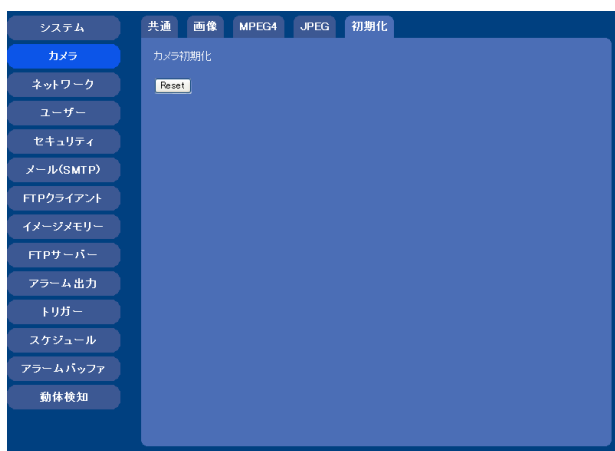 システム
カメラ
ネットワーク
ユーザー
セキュリティ
メール(SMTP)
FTPクライアント
イメージメモリー
FTPサーバー
アラーム出力
トリガー
スケジュール
アラームバッファ
動体検知
共通 画像 MPEG4 JPEG 初期化
カメラ初期化
Reset